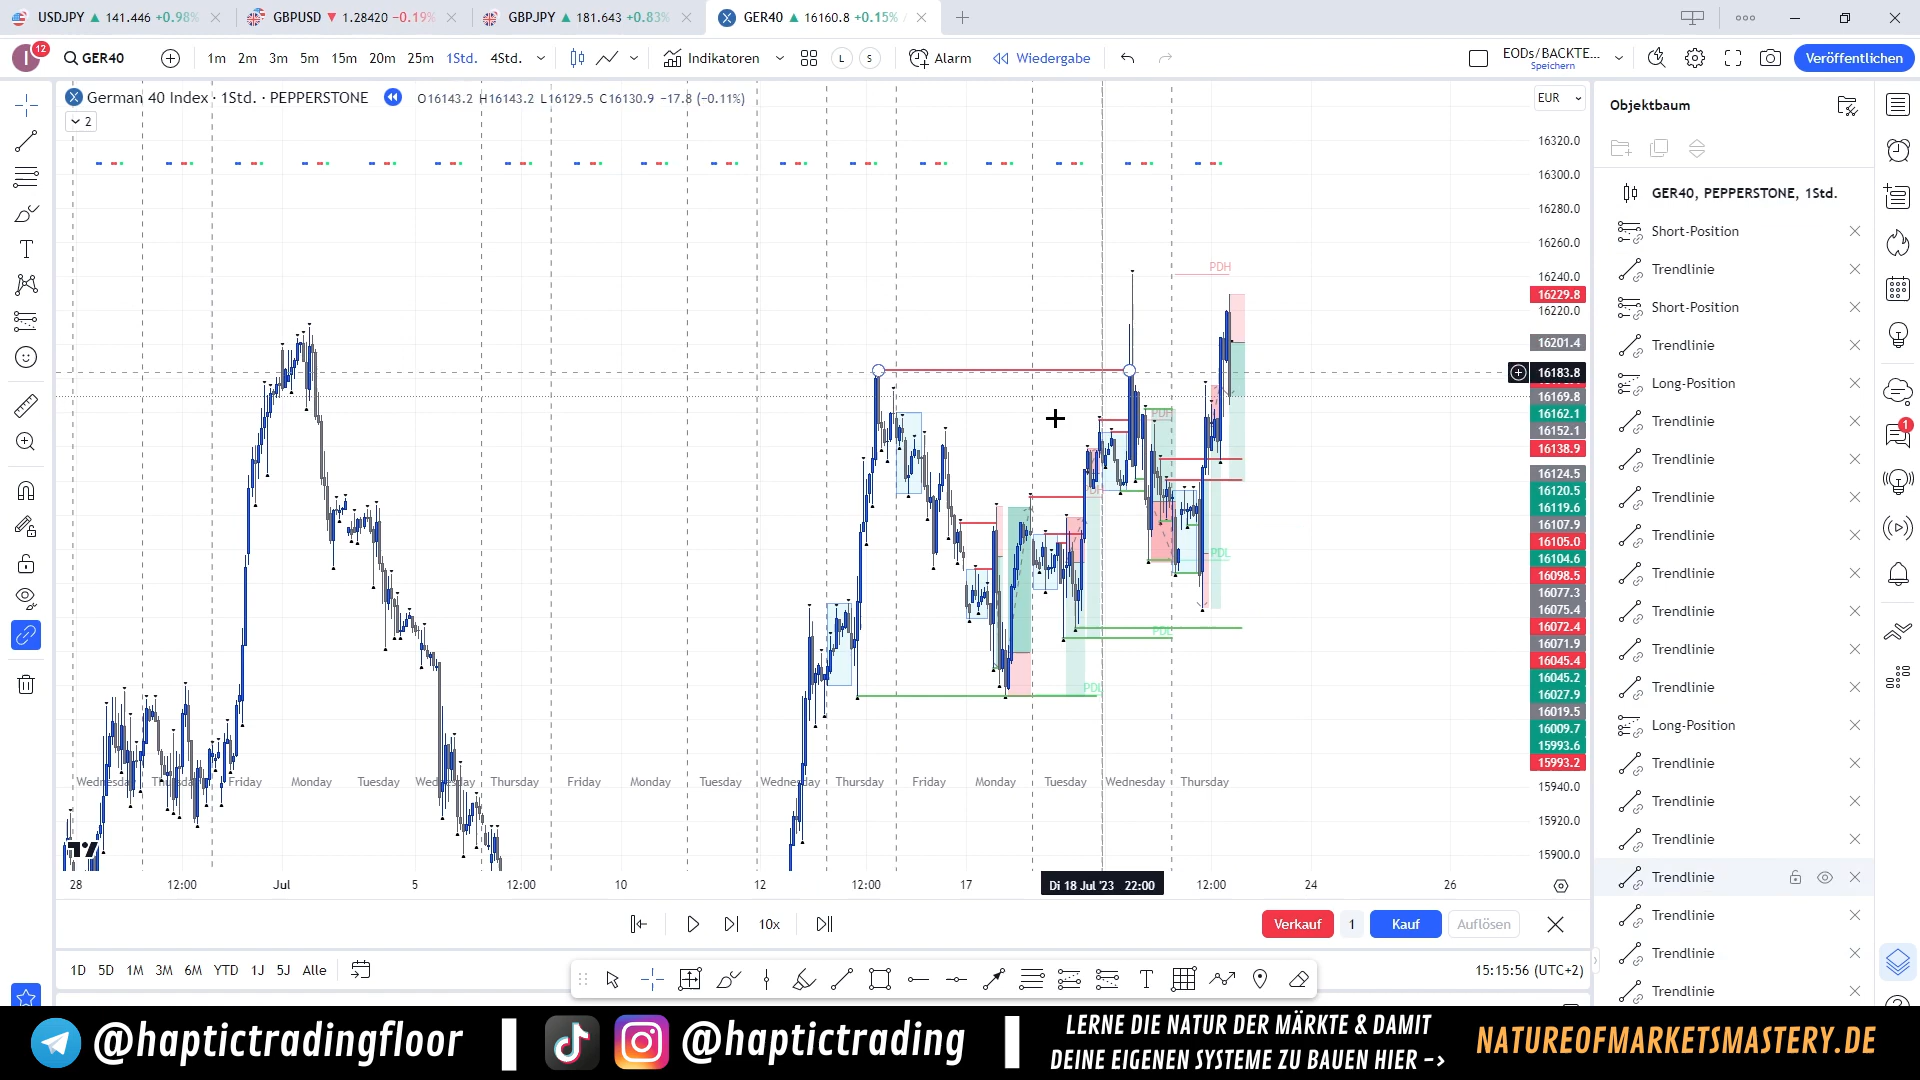 USDJPY ▲ 141.446 +0.98%
GBPUSD ▼ 1.28420 −0.19%
GBPJPY ▲ 181.643 +0.83%
GER40 ▲ 16160.8 +0.15%
12
GER40
1m 2m 3m 5m 15m 20m 25m 1Std. 4Std.
Indikatoren
L
S
Alarm
Wiedergabe
EODs/BACKTE...
Speichern
Veröffentlichen
German 40 Index · 1Std. · PEPPERSTONE
O16143.2 H16143.2 L16129.5 C16130.9 −17.8 (−0.11%)
2
EUR
16320.0
16300.0
16280.0
16260.0
16240.0
16229.8
16220.0
16201.4
16183.8
16169.8
16162.1
16152.1
16138.9
16124.5
16120.5
16119.6
16107.9
16105.0
16104.6
16098.5
16077.3
16075.4
16072.4
16071.9
16045.4
16045.2
16027.9
16019.5
16009.7
15993.6
15993.2
15940.0
15920.0
15900.0
PDH
PDL
PDL
PDL
Wednesday Thursday Friday Monday Tuesday Wednesday Thursday Friday Monday Tuesday Wednesday Thursday Friday Monday Tuesday Wednesday Thursday
28 12:00 Jul 5 12:00 10 12 12:00 17 Di 18 Jul '23 22:00 12:00 24 26
10x
Verkauf 1 Kauf Auflösen
1D 5D 1M 3M 6M YTD 1J 5J Alle
15:15:56 (UTC+2)
Objektbaum
GER40, PEPPERSTONE, 1Std.
Short-Position
Trendlinie
Short-Position
Trendlinie
Long-Position
Trendlinie
Trendlinie
Trendlinie
Trendlinie
Trendlinie
Trendlinie
Trendlinie
Trendlinie
Long-Position
Trendlinie
Trendlinie
Trendlinie
Trendlinie
Trendlinie
Trendlinie
Trendlinie
1
@haptictradingfloor
@haptictrading
LERNE DIE NATUR DER MÄRKTE & DAMIT
DEINE EIGENEN SYSTEME ZU BAUEN HIER –>
NATUREOFMARKETSMASTERY.DE